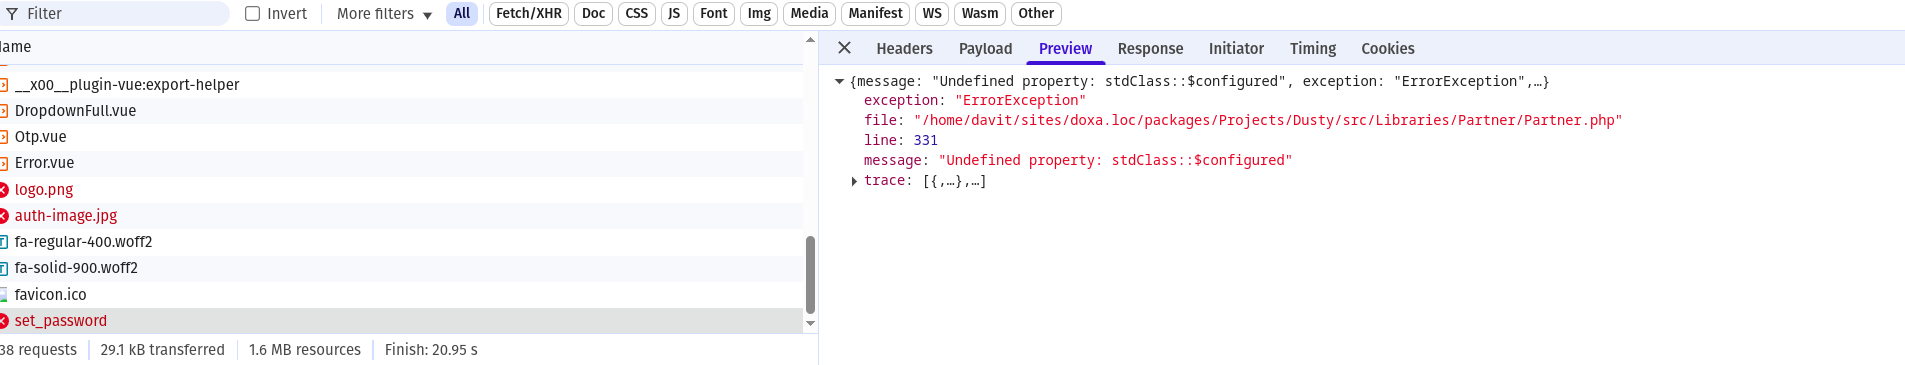 Filter Invert More filters All Fetch/XHR Doc CSS JS Font Img Media Manifest WS Wasm Other
ame
Headers Payload Preview Response Initiator Timing Cookies
__x00__plugin-vue:export-helper
DropdownFull.vue
Otp.vue
Error.vue
logo.png
auth-image.jpg
fa-regular-400.woff2
fa-solid-900.woff2
favicon.ico
set_password
38 requests 29.1 kB transferred 1.6 MB resources Finish: 20.95 s
{message: "Undefined property: stdClass::$configured", exception: "ErrorException",…}
exception: "ErrorException"
file: "/home/davit/sites/doxa.loc/packages/Projects/Dusty/src/Libraries/Partner/Partner.php"
line: 331
message: "Undefined property: stdClass::$configured"
trace: [{,…},…]